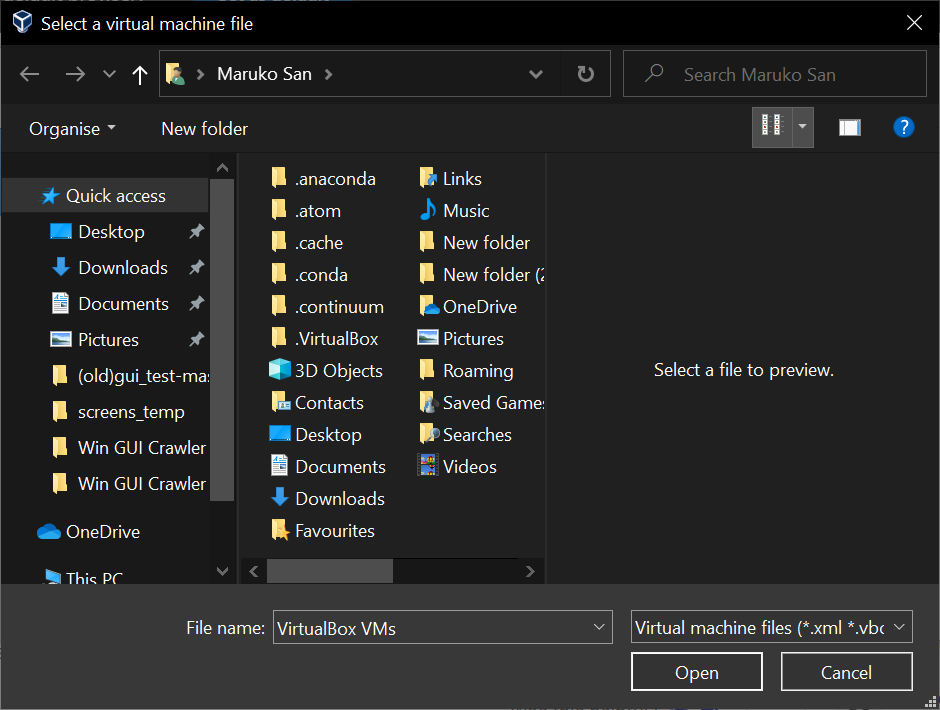 Select a virtual machine file
Maruko San
Search Maruko San
Organise
New folder
?
Quick access
Desktop
Downloads
Documents
Pictures
(old)gui_test-mas
screens_temp
Win GUI Crawler
Win GUI Crawler
OneDrive
This PC
.anaconda
.atom
.cache
.conda
.continuum
.VirtualBox
3D Objects
Contacts
Desktop
Documents
Downloads
Favourites
Links
Music
New folder
New folder (2
OneDrive
Pictures
Roaming
Saved Games
Searches
Videos
Select a file to preview.
File name:
VirtualBox VMs
Virtual machine files (*.xml *.vbo
Open
Cancel